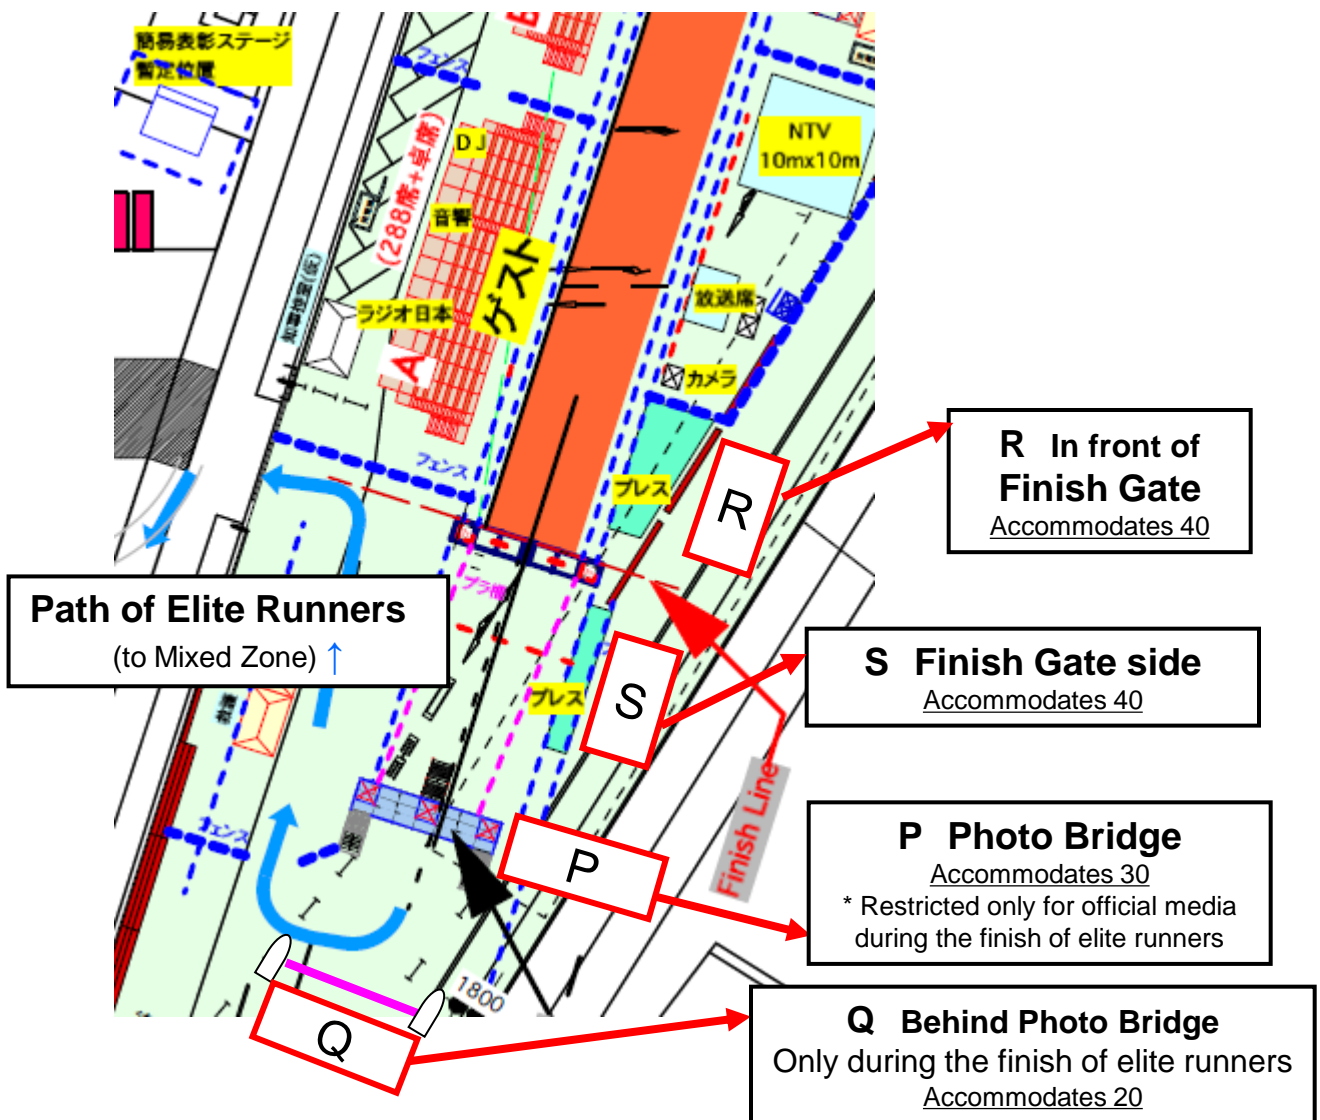 簡易表彰ステージ
暫定位置
フェンス
B
DJ
NTV
10mx10m
(288席+卓席)
音響
ゲスト
放送席
ラジオ日本
A
カメラ
フェンス
プレス
R
R In front of
Finish Gate
Accommodates 40
Path of Elite Runners
(to Mixed Zone) ↑
プラ柵
プレス
S
S Finish Gate side
Accommodates 40
救護
フェンス
Finish Line
P
P Photo Bridge
Accommodates 30
* Restricted only for official media
during the finish of elite runners
1800
Q
Q Behind Photo Bridge
Only during the finish of elite runners
Accommodates 20